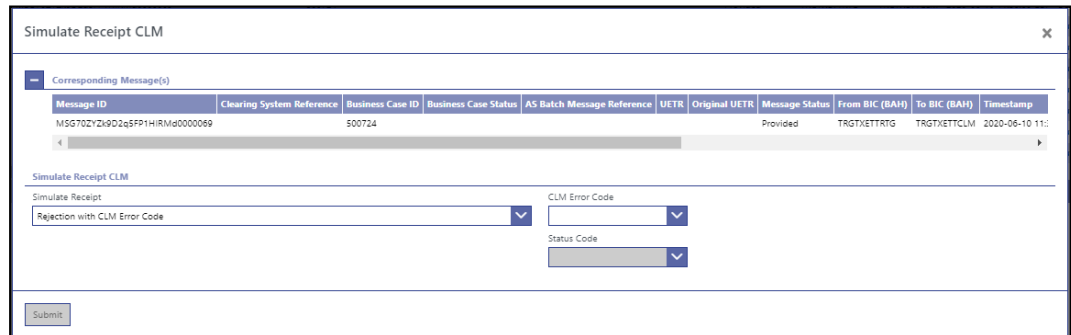 Simulate Receipt CLM
Corresponding Message(s)
Message ID Clearing System Reference Business Case ID Business Case Status AS Batch Message Reference UETR Original UETR Message Status From BIC (BAH) To BIC (BAH) Timestamp
MSG70ZYZk9D2q5FP1HIRMd0000069 500724 Provided TRGTXETTRTG TRGTXETTCLM 2020-06-10 11:
Simulate Receipt CLM
Simulate Receipt CLM Error Code
Rejection with CLM Error Code
Status Code
Submit